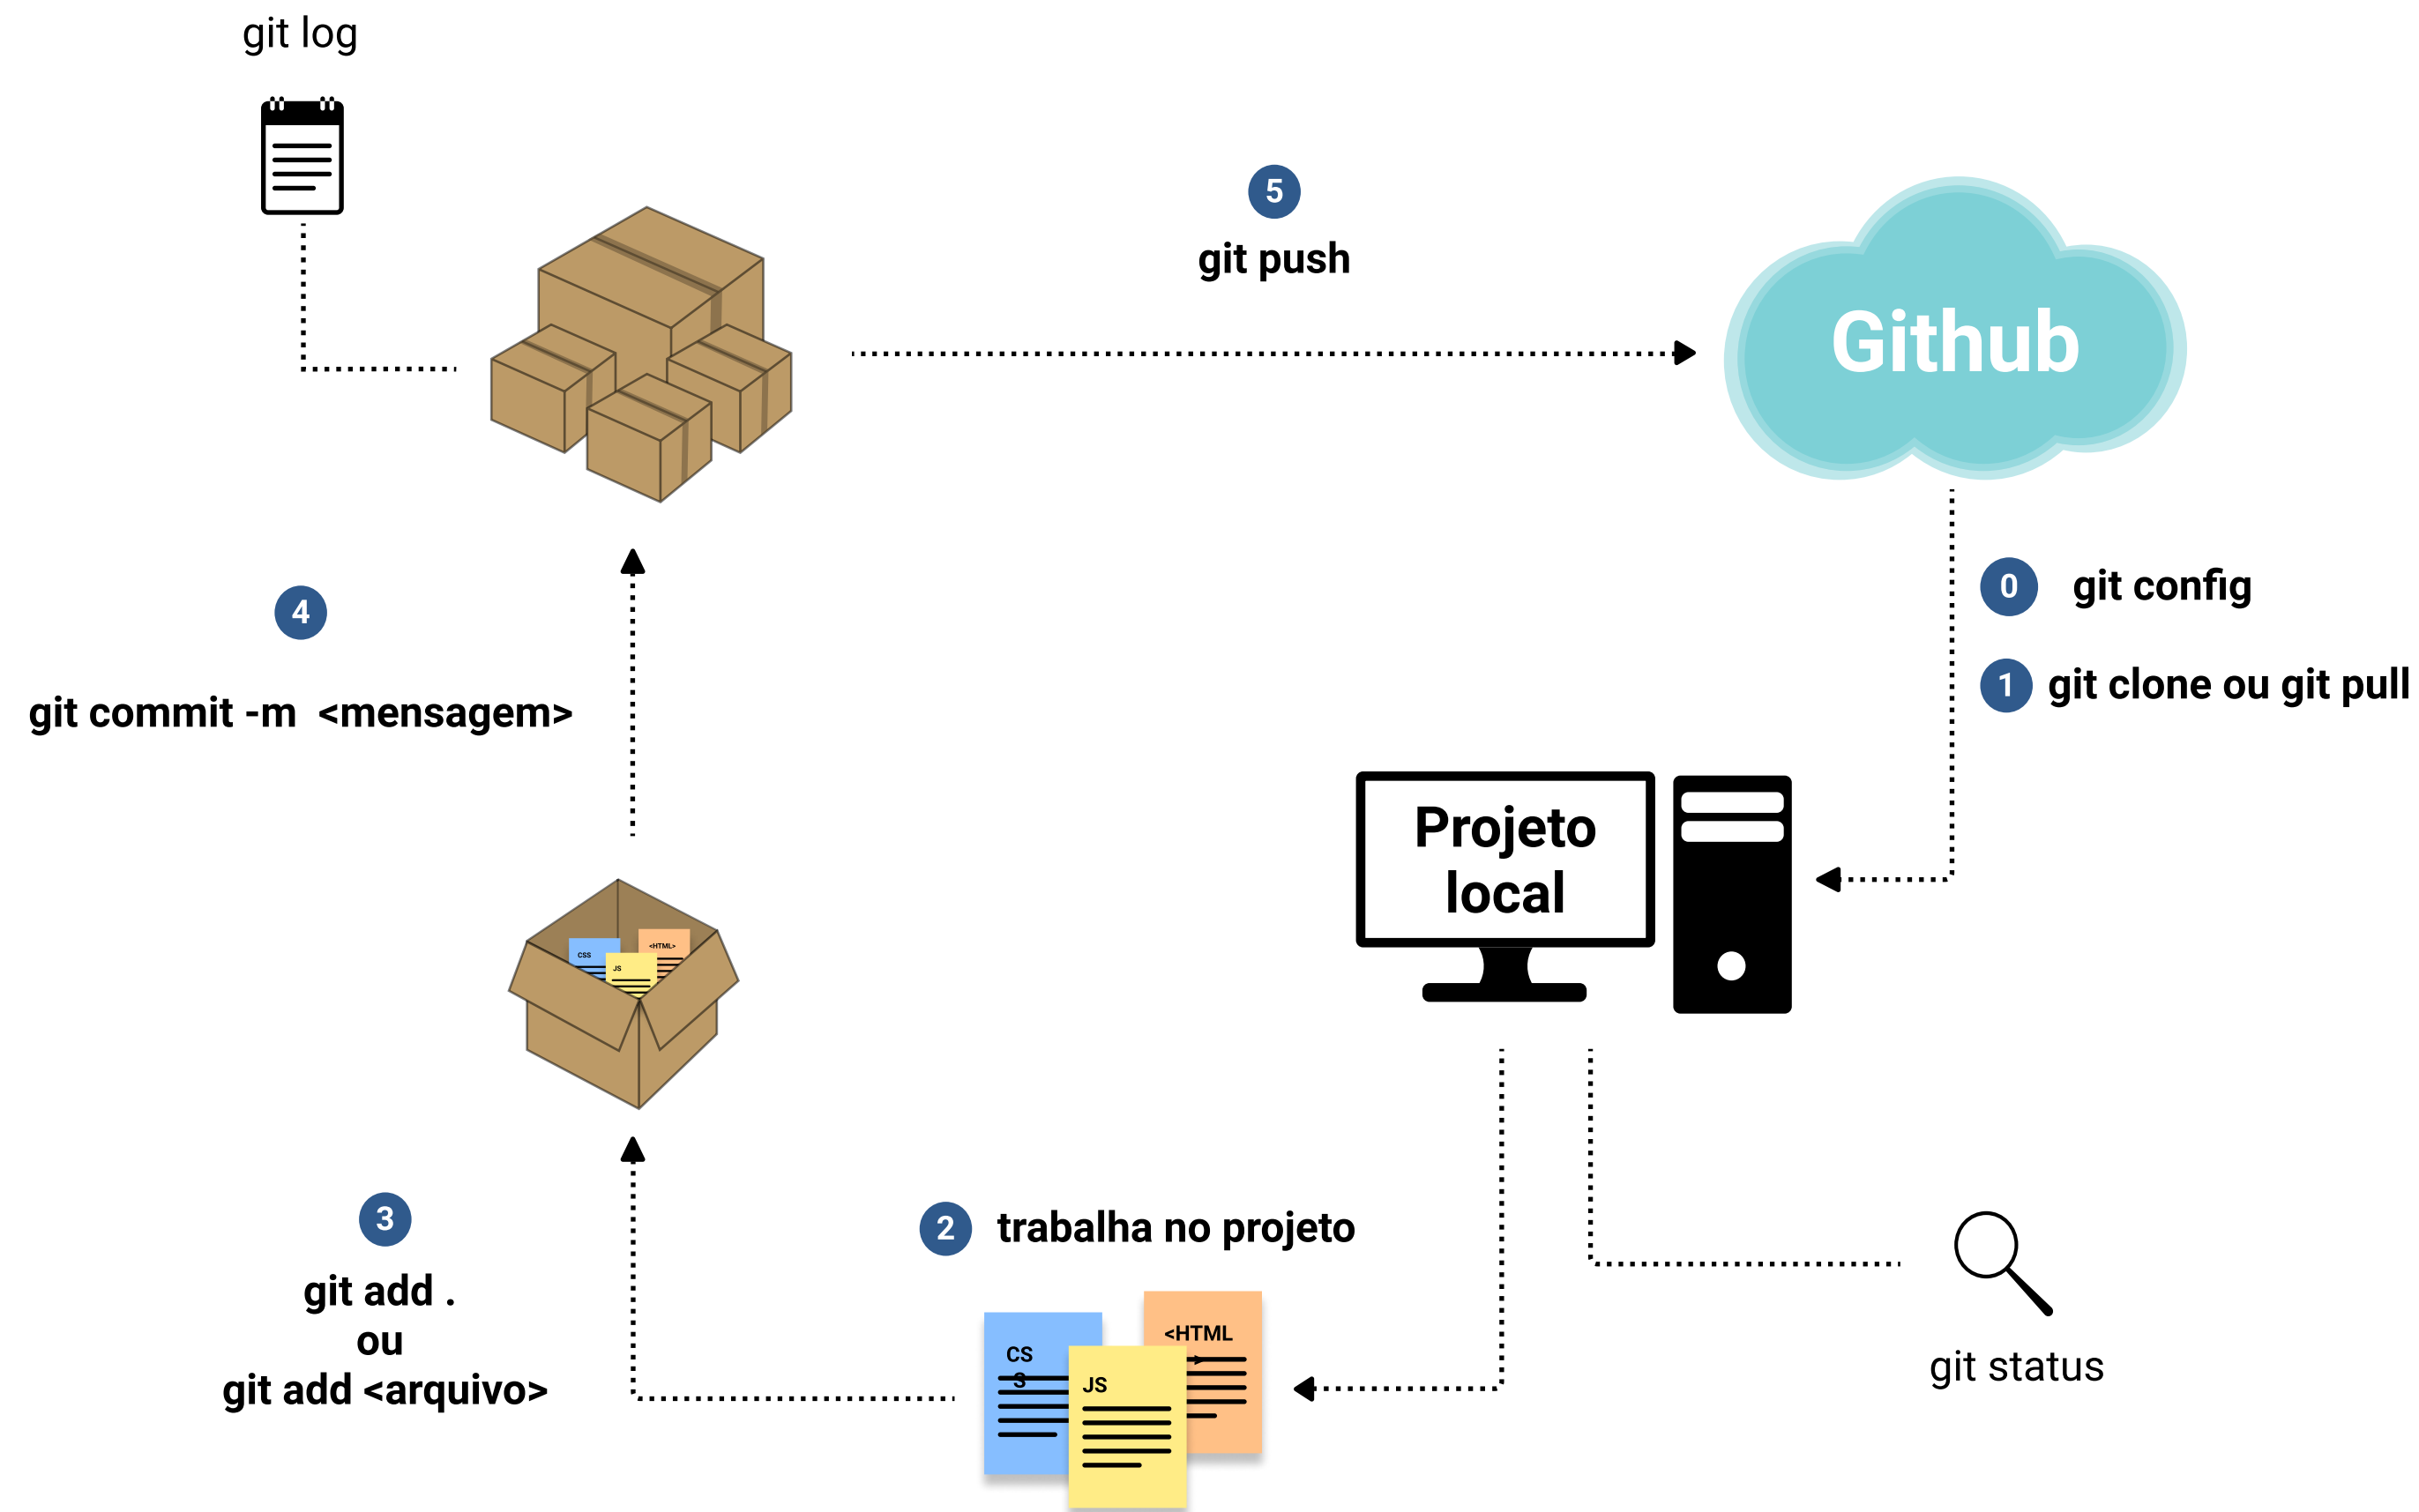 git log
5
git push
Github
0
git config
1
git clone ou git pull
4
git commit -m <mensagem>
Projeto
local
CSS
<HTML>
JS
2
trabalha no projeto
3
git add .
ou
git add <arquivo>
<HTML
>
CS
S
JS
git status